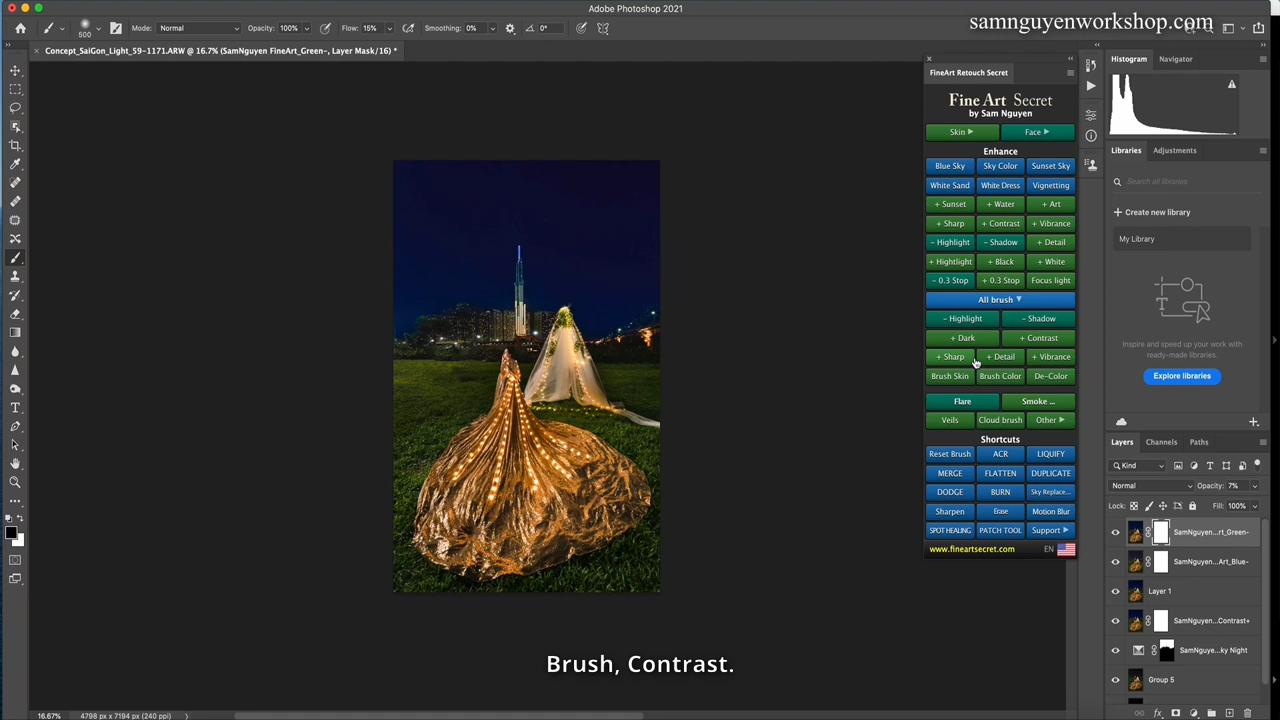 Adobe Photoshop 2021
samnguyenworkshop.com
500
Mode: Normal
Opacity: 100%
Flow: 15%
Smoothing: 0%
0°
Concept_SaiGon_Light_59-1171.ARW @ 16.7% (SamNguyen FineArt_Green-, Layer Mask/16) *
FineArt Retouch Secret
Fine Art Secret
by Sam Nguyen
Skin
Face
Enhance
Blue Sky
Sky Color
Sunset Sky
White Sand
White Dress
Vignetting
+ Sunset
+ Water
+ Art
+ Sharp
+ Contrast
+ Vibrance
- Highlight
- Shadow
+ Detail
+ Hightlight
+ Black
+ White
- 0.3 Stop
+ 0.3 Stop
Focus light
All brush
- Highlight
- Shadow
+ Dark
+ Contrast
+ Sharp
+ Detail
+ Vibrance
Brush Skin
Brush Color
De-Color
Flare
Smoke ...
Veils
Cloud brush
Other
Shortcuts
Reset Brush
ACR
LIQUIFY
MERGE
FLATTEN
DUPLICATE
DODGE
BURN
Sky Replace...
Sharpen
Erase
Motion Blur
SPOT HEALING
PATCH TOOL
Support
www.fineartsecret.com
EN
Histogram
Navigator
Libraries
Adjustments
Search all libraries
Create new library
My Library
Inspire and speed up your
work with ready-made libraries.
Explore libraries
Layers
Channels
Paths
Kind
Normal
Opacity: 7%
Lock:
Fill: 100%
SamNguyen...rt_Green-
SamNguyen...Art_Blue-
Layer 1
SamNguyen...Contrast+
SamNguye...ky Night
Group 5
Brush, Contrast.
16.67%
4798 px x 7194 px (240 ppi)